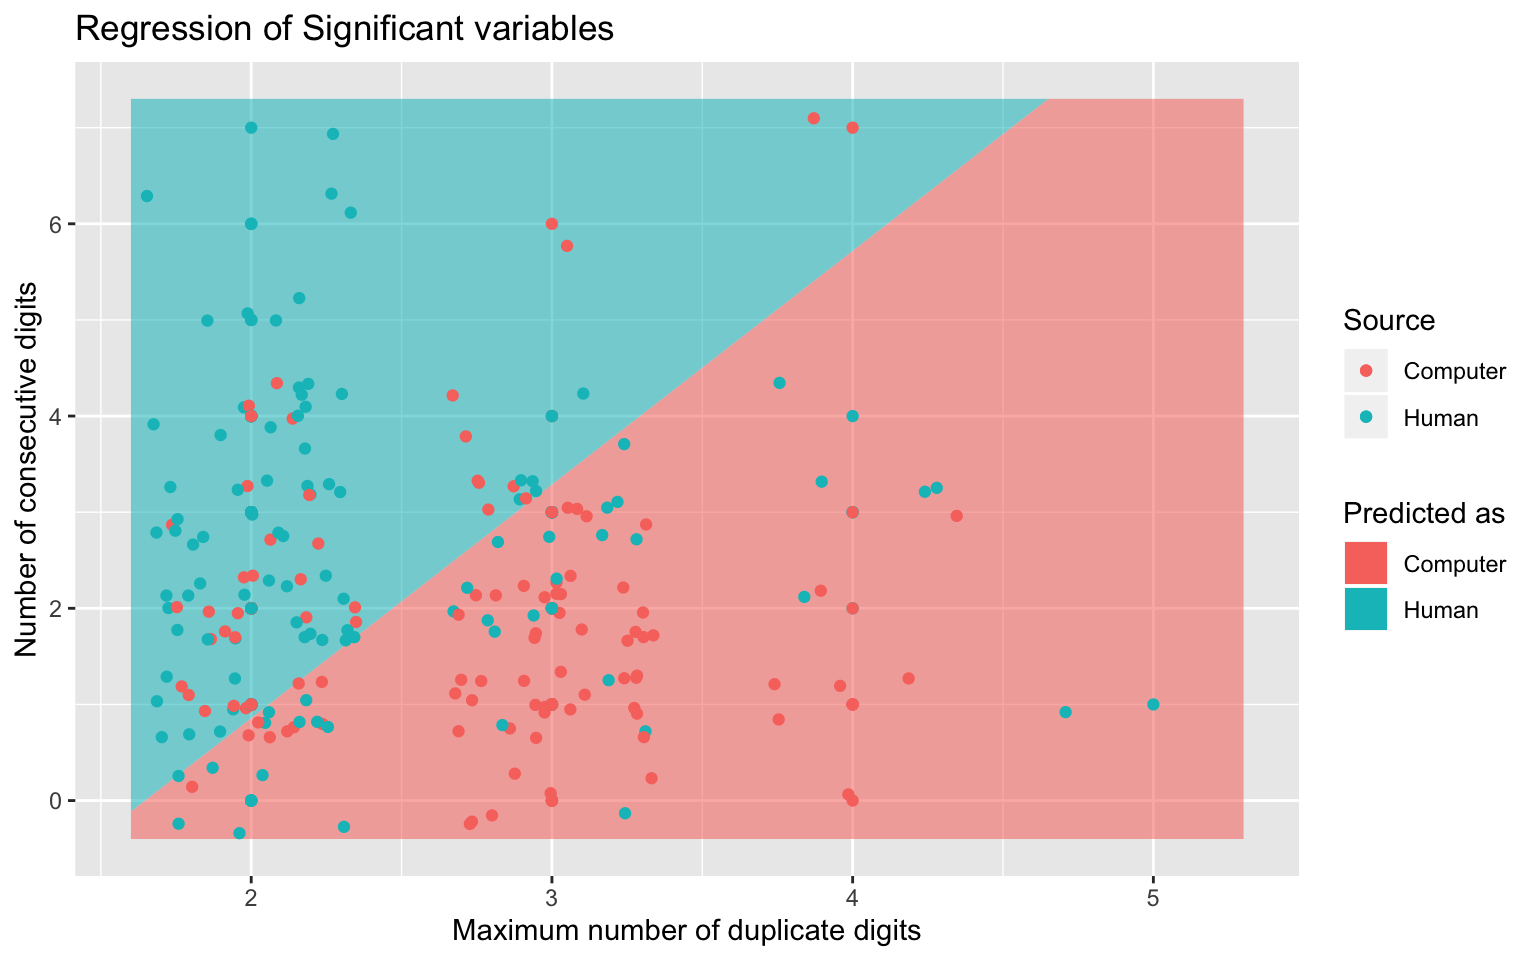 Regression of Significant variables
Number of consecutive digits
6
4
2
0
2
3
4
5
Maximum number of duplicate digits
Source
Computer
Human
Predicted as
Computer
Human